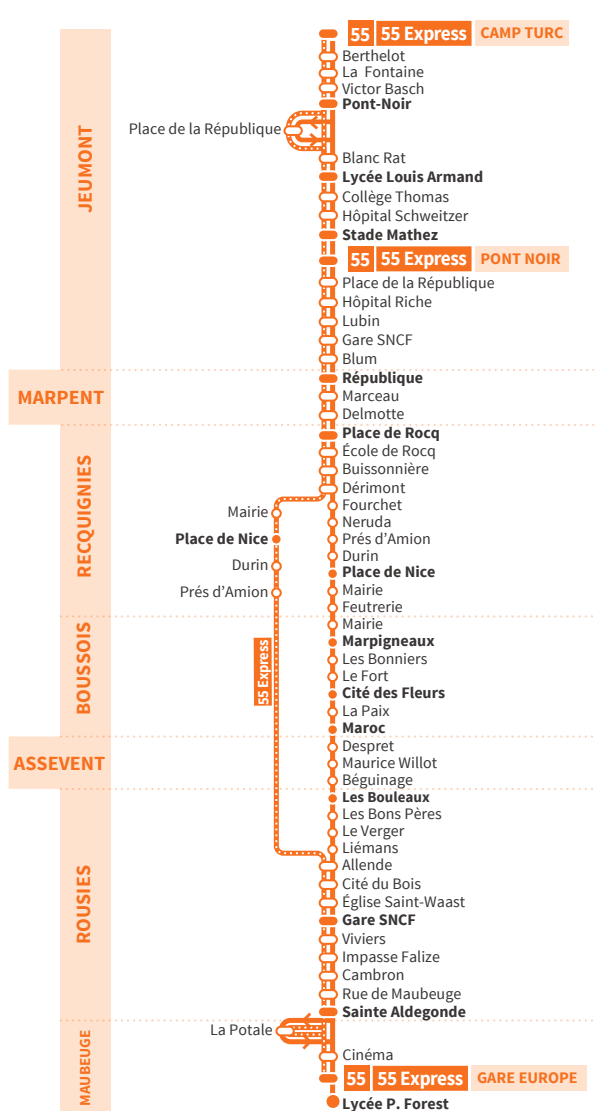 55 55 Express CAMP TURC
Berthelot
La Fontaine
Victor Basch
Pont-Noir
Place de la République
Blanc Rat
JEUMONT
Lycée Louis Armand
Collège Thomas
Hôpital Schweitzer
Stade Mathez
55 55 Express PONT NOIR
Place de la République
Hôpital Riche
Lubin
Gare SNCF
Blum
République
MARPENT
Marceau
Delmotte
Place de Rocq
École de Rocq
Buissonnière
Dérimont
RECQUIGNIES
Mairie
Place de Nice
Durin
Prés d'Amion
Fourchet
Neruda
Prés d'Amion
Durin
Place de Nice
Mairie
Feutrerie
BOUSSOIS
55 Express
Mairie
Marpigneaux
Les Bonniers
Le Fort
Cité des Fleurs
La Paix
Maroc
ASSEVENT
Despret
Maurice Willot
Béguinage
ROUSIES
Les Bouleaux
Les Bons Pères
Le Verger
Liémans
Allende
Cité du Bois
Église Saint-Waast
Gare SNCF
Viviers
Impasse Falize
Cambron
Rue de Maubeuge
Sainte Aldegonde
MAUBEUGE
La Potale
Cinéma
55 55 Express GARE EUROPE
Lycée P. Forest